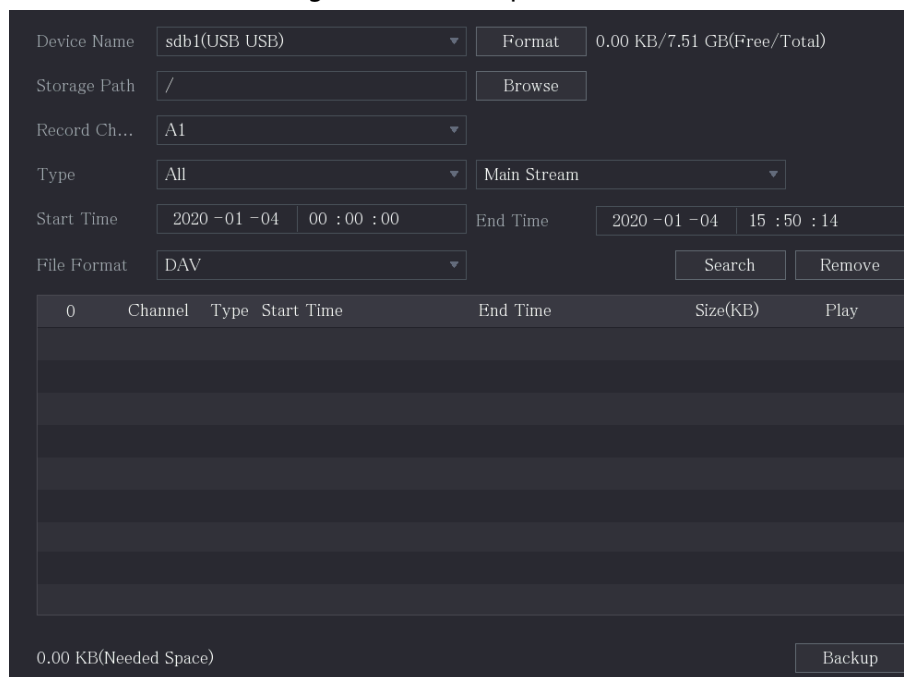 Device Name sdb1(USB USB) Format 0.00 KB/7.51 GB(Free/Total)
Storage Path / Browse
Record Ch... A1
Type All Main Stream
Start Time 2020 -01 -04 00 :00 :00 End Time 2020 -01 -04 15 :50 :14
File Format DAV Search Remove
0 Channel Type Start Time End Time Size(KB) Play
0.00 KB(Needed Space) Backup